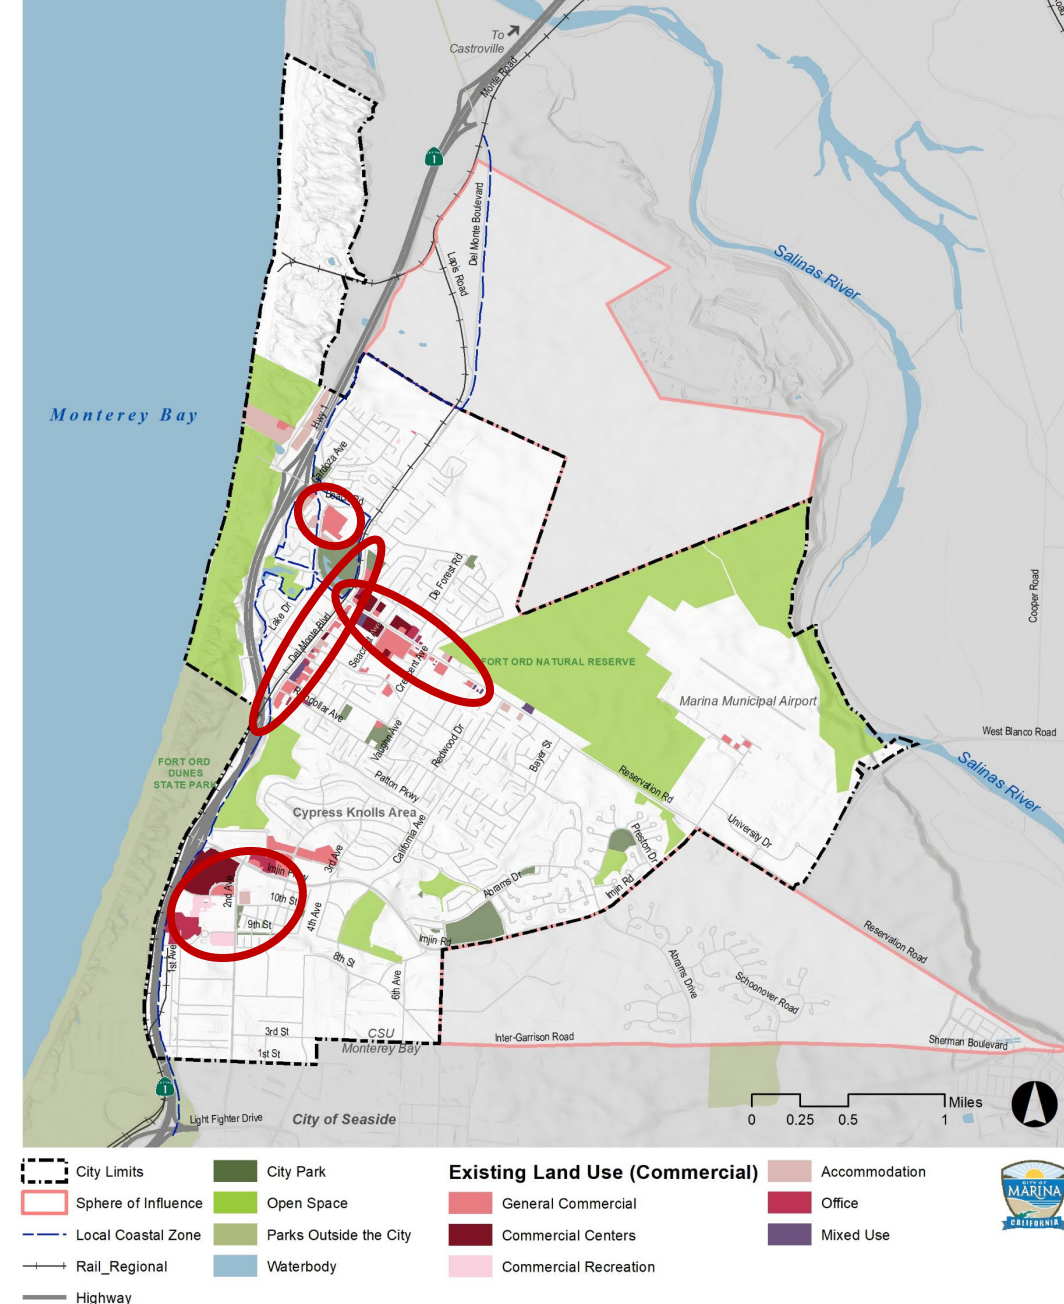 To
Castroville
Monte Road
1
Del Monte Boulevard
Lapis Road
Salinas River
Monterey Bay
Hwy 1
Cardoza Ave
De Forest Rd
Cooper Road
Lake Dr
Del Monte Blvd
Seacrest Ave
Crescent Ave
FORT ORD NATURAL RESERVE
Marina Municipal Airport
Reindollar Ave
Vaughn Ave
Redwood Dr
Bayer St
West Blanco Road
Salinas River
FORT ORD
DUNES
STATE PARK
Patton Pkwy
Reservation Rd
Cypress Knolls Area
California Ave
University Dr
Preston Dr
3rd Ave
Imjin Pkwy
2nd Ave
10th St
Abrams Dr
Imjin Rd
9th St
4th Ave
Imjin Rd
Reservation Road
1st Ave
8th St
6th Ave
Abrams Drive
Schoonover Road
3rd St
CSU
Monterey Bay
1st St
Inter-Garrison Road
Sherman Boulevard
1
Light Fighter Drive
City of Seaside
Miles
0 0.25 0.5 1
City Limits
Sphere of Influence
Local Coastal Zone
Rail_Regional
Highway
City Park
Open Space
Parks Outside the City
Waterbody
Existing Land Use (Commercial)
General Commercial
Commercial Centers
Commercial Recreation
Accommodation
Office
Mixed Use
CITY OF
MARINA
CALIFORNIA